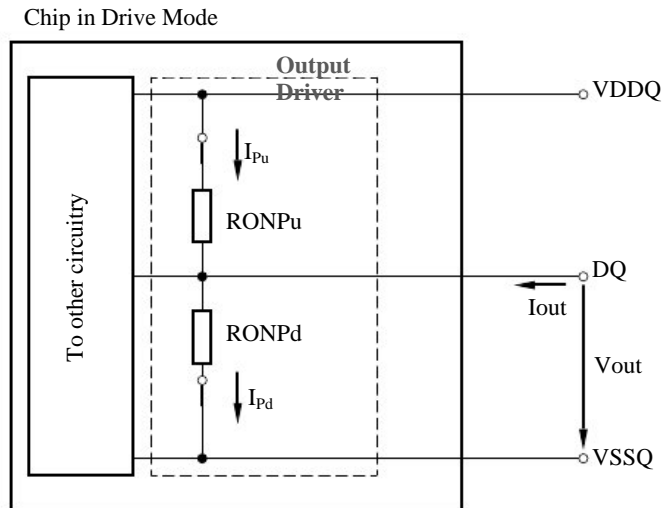 Chip in Drive Mode
Output
Driver
VDDQ
I_Pu
RONPu
To other circuitry
DQ
Iout
RONPd
Vout
I_Pd
VSSQ